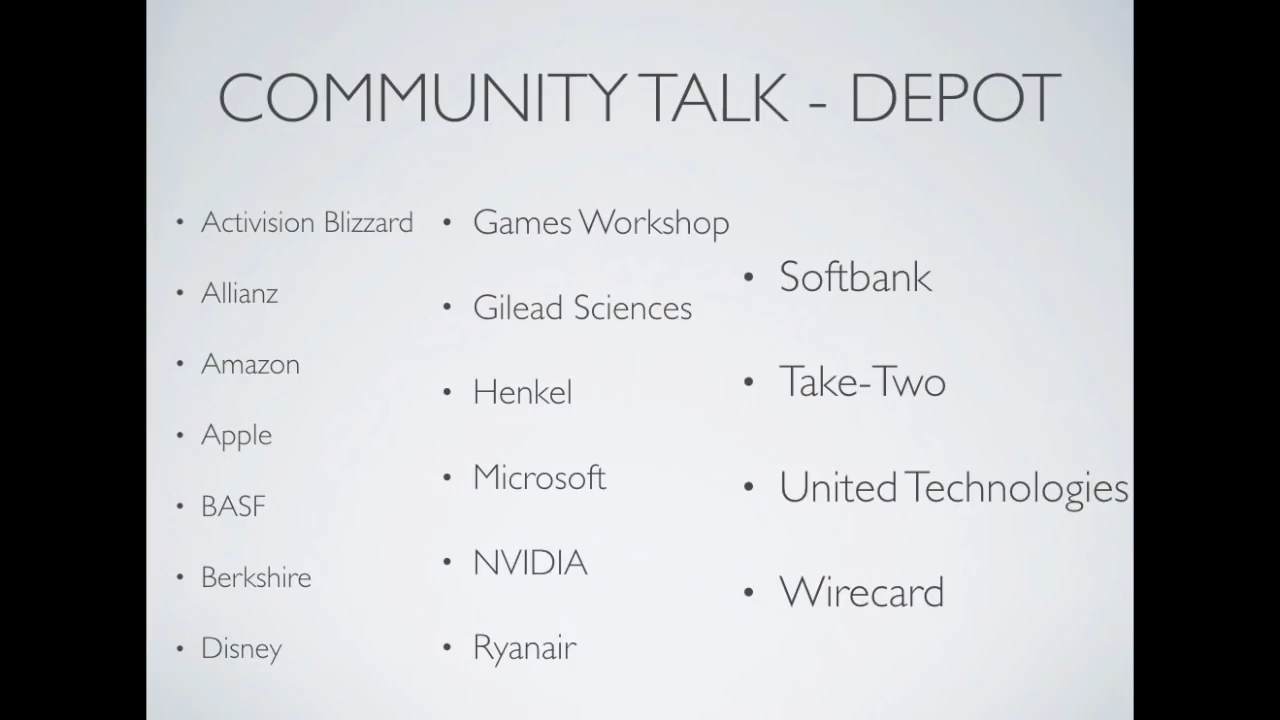 COMMUNITY TALK - DEPOT
• Activision Blizzard
• Allianz
• Amazon
• Apple
• BASF
• Berkshire
• Disney
• Games Workshop
• Gilead Sciences
• Henkel
• Microsoft
• NVIDIA
• Ryanair
• Softbank
• Take-Two
• United Technologies
• Wirecard